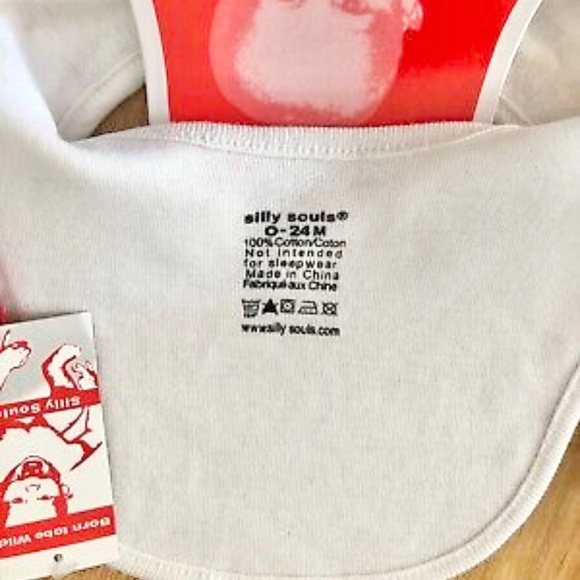 silly souls®
0-24M
100% Cotton/Coton
Not intended
for sleepwear
Made in China
Fabriqué aux Chine
www.silly souls.com
Silly Souls
Born to be Wild